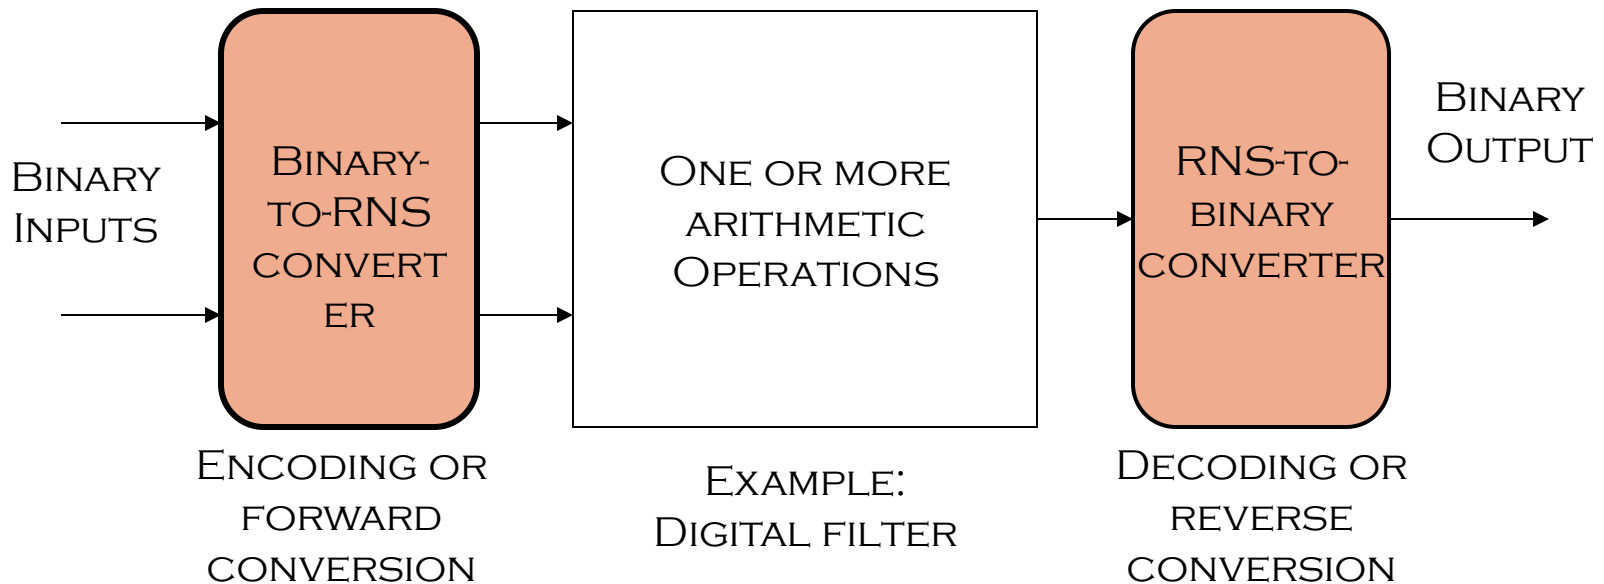 Binary
Inputs
Binary-
to-RNS
convert
er
Encoding or
forward
conversion
One or more
arithmetic
Operations
Example:
Digital filter
RNS-to-
binary
converter
Decoding or
reverse
conversion
Binary
Output